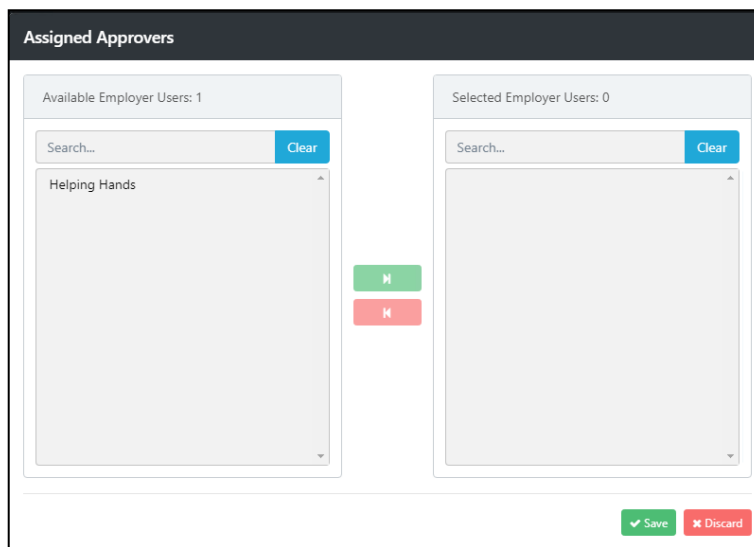 Assigned Approvers
Available Employer Users: 1
Selected Employer Users: 0
Search...
Clear
Search...
Clear
Helping Hands
Save
Discard